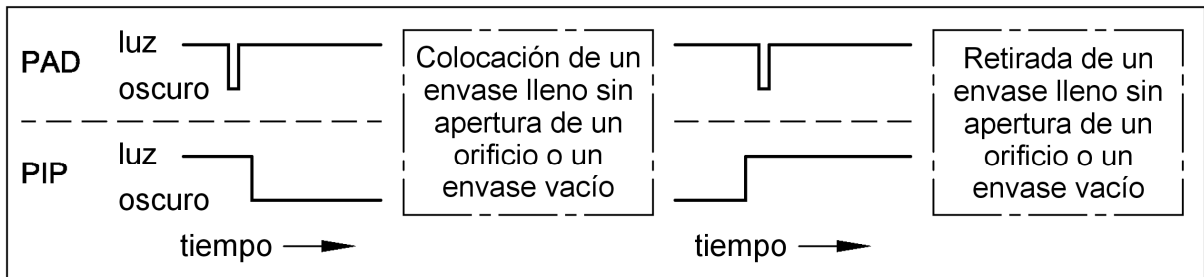 PAD
luz
oscuro
PIP
luz
oscuro
tiempo
Colocación de un
envase lleno sin
apertura de un
orificio o un
envase vacío
tiempo
Retirada de un
envase lleno sin
apertura de un
orificio o un
envase vacío